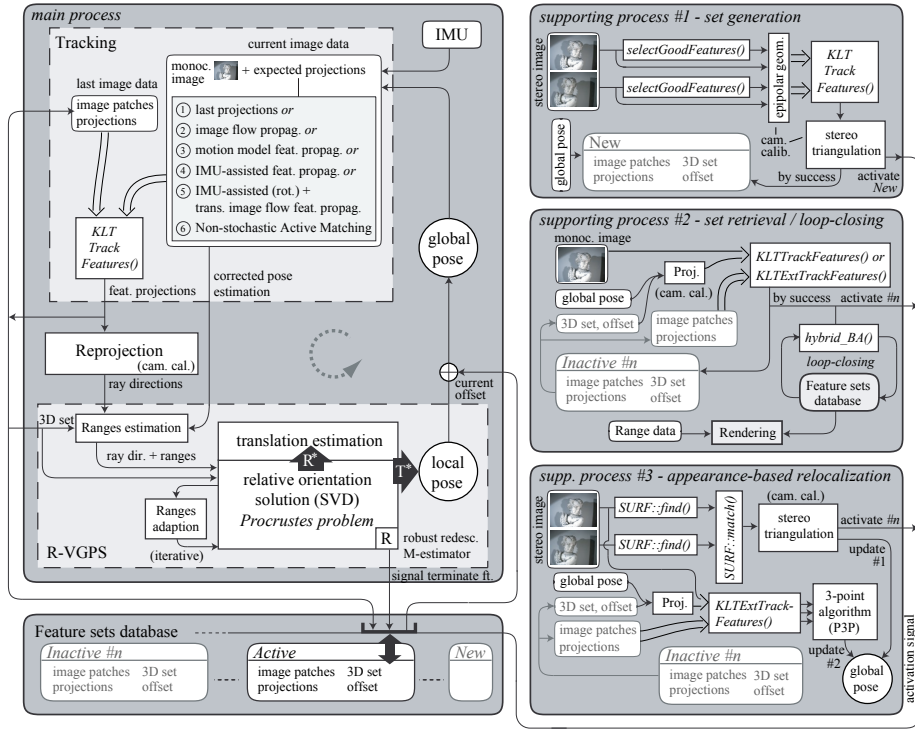 main process
Tracking
current image data
IMU
monoc.
image
+ expected projections
last image data
image patches
projections
1 last projections or
2 image flow propag. or
3 motion model feat. propag. or
4 IMU-assisted feat. propag. or
5 IMU-assisted (rot.) +
trans. image flow feat. propag.
6 Non-stochastic Active Matching
KLT
Track
Features()
global
pose
feat. projections
corrected pose
estimation
Reprojection
(cam. cal.)
ray directions
current
offset
3D set
Ranges estimation
ray dir. + ranges
translation estimation
R*
T*
relative orientation
solution (SVD)
Procrustes problem
R
local
pose
Ranges
adaption
(iterative)
R-VGPS
robust redesc.
M-estimator
signal terminate ft.
Feature sets database
Inactive #n
image patches
projections
3D set
offset
Active
image patches
projections
3D set
offset
New
supporting process #1 - set generation
stereo image
selectGoodFeatures()
selectGoodFeatures()
epipolar geom.
KLT
Track
Features()
cam.
calib.
stereo
triangulation
global pose
New
image patches
projections
3D set
offset
by success
activate
New
supporting process #2 - set retrieval / loop-closing
monoc. image
KLTTrackFeatures() or
KLTExtTrackFeatures()
Proj.
(cam. cal.)
global pose
3D set, offset
image patches
projections
by success
activate #n
hybrid_BA()
loop-closing
Inactive #n
image patches
projections
3D set
offset
Feature sets
database
Range data
Rendering
supp. process #3 - appearance-based relocalization
stereo image
SURF::find()
SURF::find()
SURF::match()
(cam. cal.)
stereo
triangulation
activate #n
update
#1
global pose
3D set, offset
Proj.
image patches
projections
KLTExtTrack-
Features()
3-point
algorithm
(P3P)
update
#2
Inactive #n
image patches
projections
3D set
offset
global
pose
activation signal